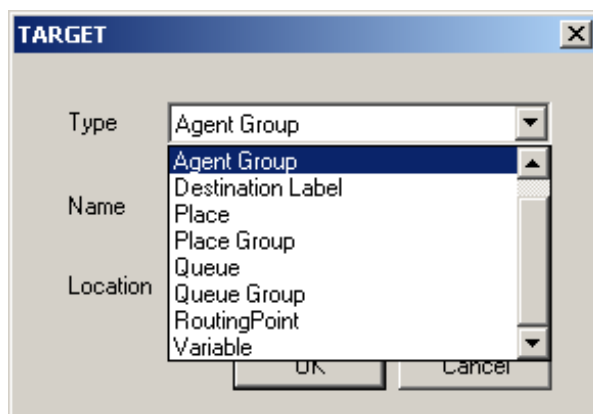 TARGET
Type
Agent Group
Agent Group
Destination Label
Place
Name
Place Group
Queue
Location
Queue Group
RoutingPoint
Variable
OK
Cancel